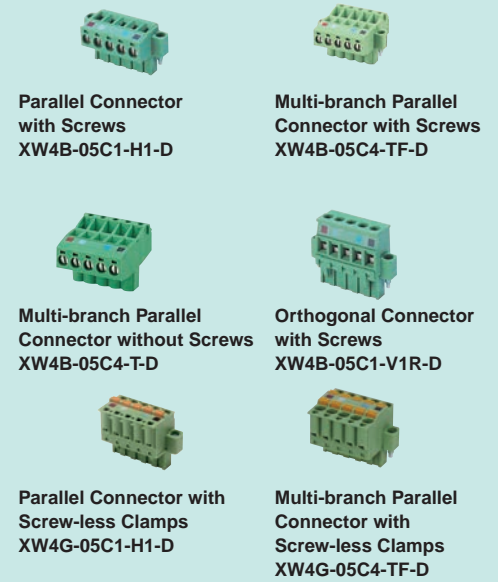 Parallel Connector
with Screws
XW4B-05C1-H1-D
Multi-branch Parallel
Connector with Screws
XW4B-05C4-TF-D
Multi-branch Parallel
Connector without Screws
XW4B-05C4-T-D
Orthogonal Connector
with Screws
XW4B-05C1-V1R-D
Parallel Connector with
Screw-less Clamps
XW4G-05C1-H1-D
Multi-branch Parallel
Connector with
Screw-less Clamps
XW4G-05C4-TF-D